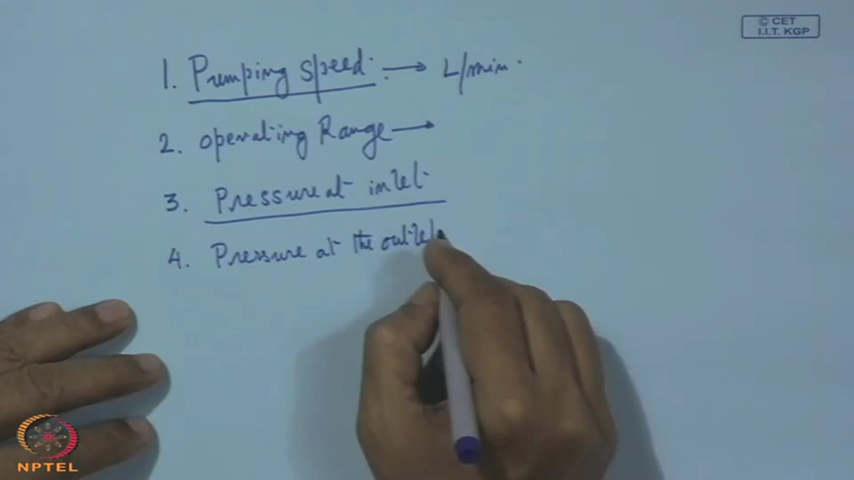 © CET
I.I.T. KGP
1. Pumping speed. → L/min.
2. Operating Range →
3. Pressure at inlet
4. Pressure at the outlet
NPTEL